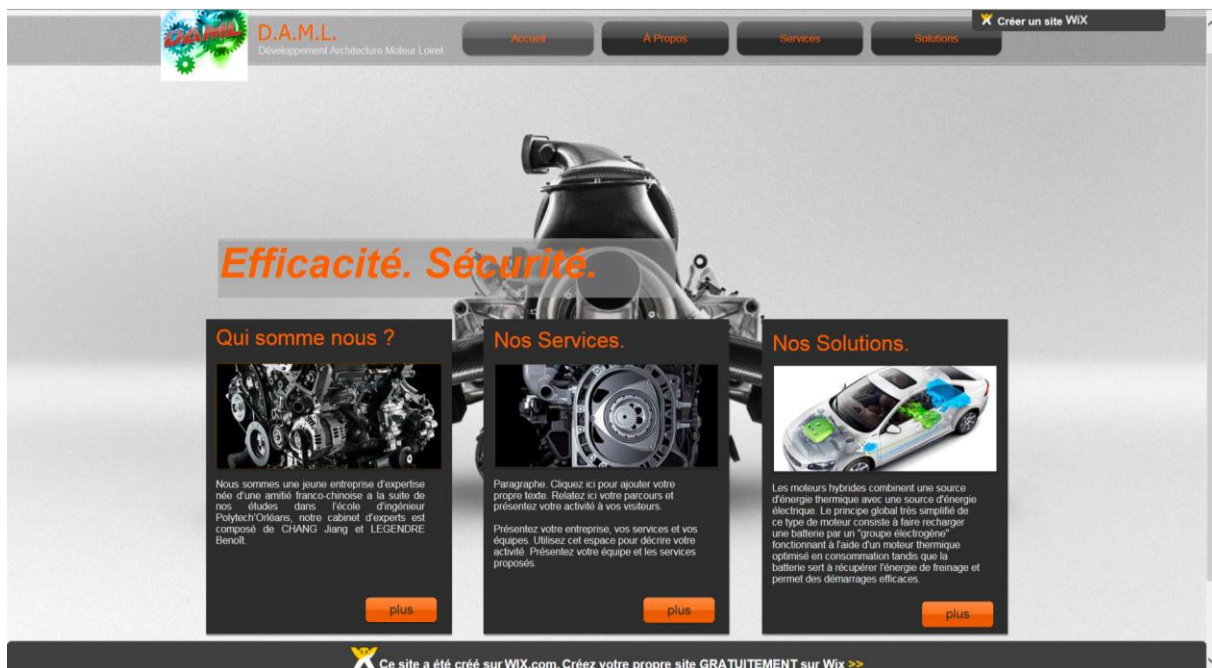 DAML
D.A.M.L.
Développement Architecture Moteur Loiret
Accueil
À Propos
Services
Solutions
Créer un site WiX
Efficacité. Sécurité.
Qui somme nous ?
Nous sommes une jeune entreprise d'expertise
née d'une amitié franco-chinoise a la suite de
nos études dans l'école d'ingénieur
Polytech'Orléans, notre cabinet d'experts est
composé de CHANG Jiang et LEGENDRE
Benoît.
plus
Nos Services.
Paragraphe. Cliquez ici pour ajouter votre
propre texte. Relatez ici votre parcours et
présentez votre activité à vos visiteurs.
Présentez votre entreprise, vos services et vos
équipes. Utilisez cet espace pour décrire votre
activité. Présentez votre équipe et les services
proposés.
plus
Nos Solutions.
Les moteurs hybrides combinent une source
d'énergie thermique avec une source d'énergie
électrique. Le principe global très simplifié de
ce type de moteur consiste à faire recharger
une batterie par un "groupe électrogène"
fonctionnant à l'aide d'un moteur thermique
optimisé en consommation tandis que la
batterie sert à récupérer l'énergie de freinage et
permet des démarrages efficaces.
plus
Ce site a été créé sur WIX.com. Créez votre propre site GRATUITEMENT sur Wix >>